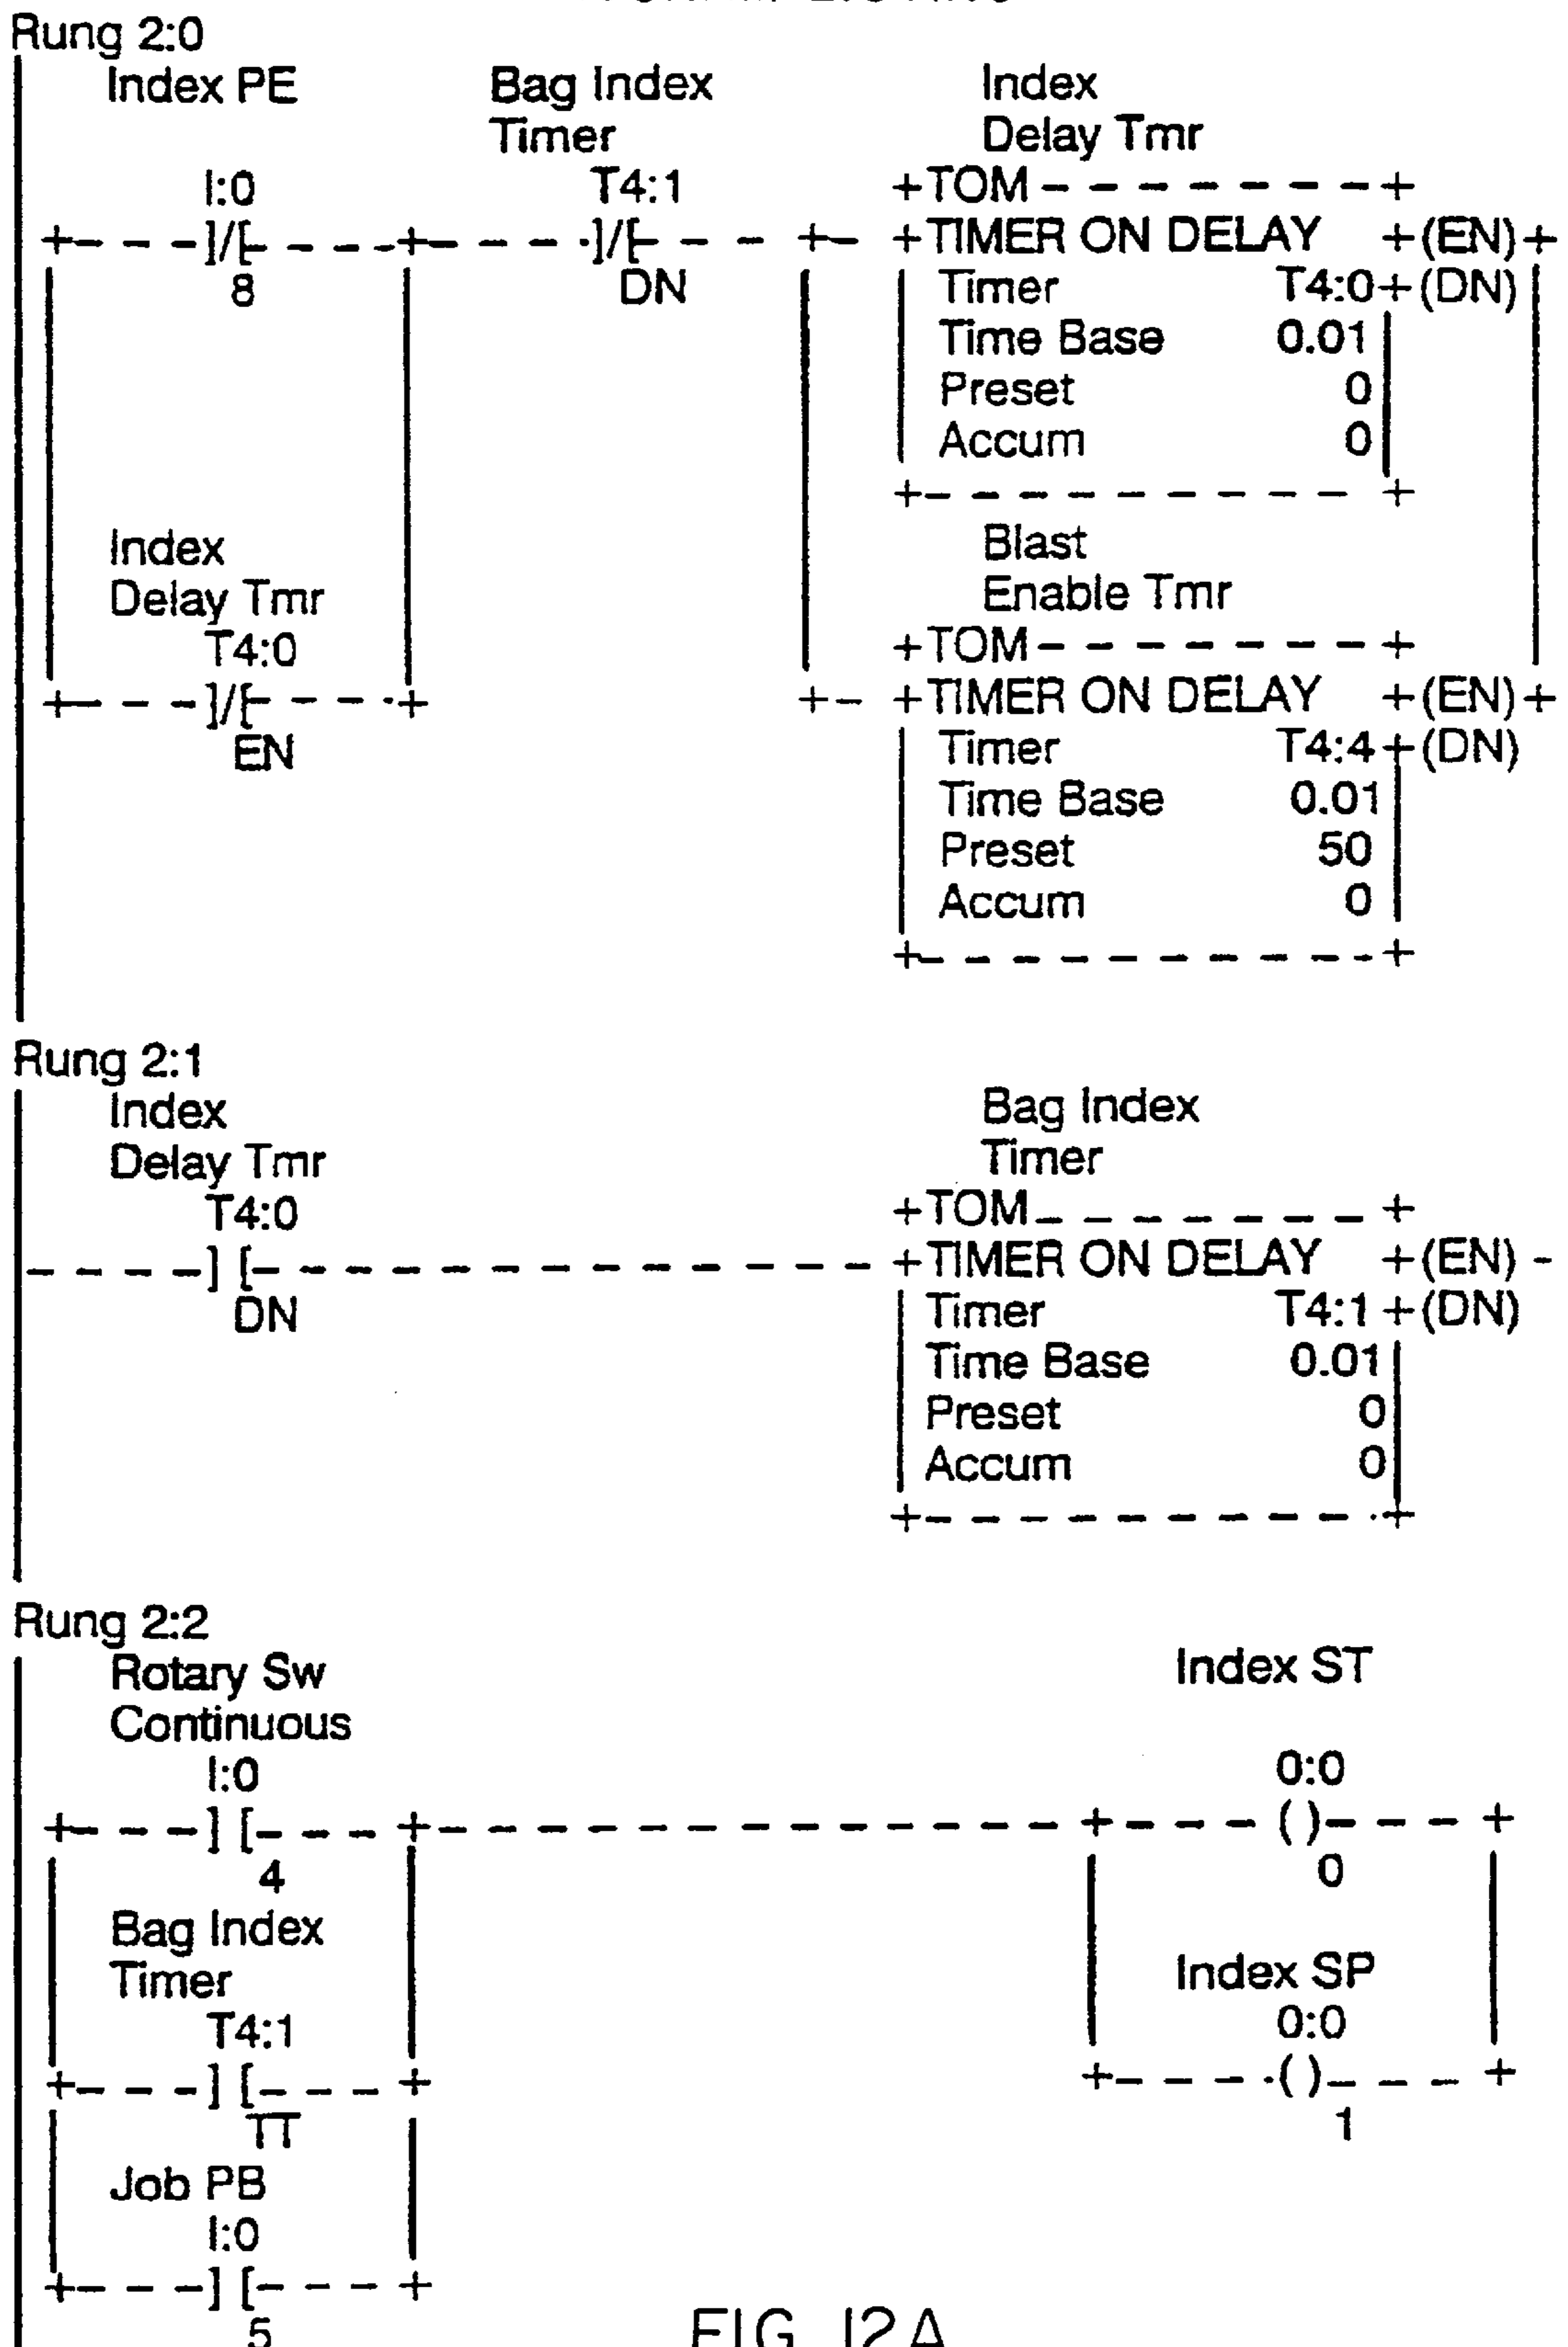 Rung 2:0
Index PE Bag Index Index
Timer Delay Tmr
I:0 T4:1 +TOM- - - - - - - -+
+- - -]/[- - - -+- - - -]/[- - - +- +TIMER ON DELAY +(EN)+
8 DN Timer T4:0+(DN)
Time Base 0.01
Preset 0
Accum 0
+- - - - - - - - - +
Index Blast
Delay Tmr Enable Tmr
T4:0 +TOM- - - - - - - -+
+- - -]/[- - - -+ +- +TIMER ON DELAY +(EN)+
EN Timer T4:4+(DN)
Time Base 0.01
Preset 50
Accum 0
+- - - - - - - - - -+
Rung 2:1
Index Bag Index
Delay Tmr Timer
T4:0 +TOM- - - - - - - -+
- - - -] [- - - - - - - - - - - - - -+TIMER ON DELAY +(EN)-
DN Timer T4:1+(DN)
Time Base 0.01
Preset 0
Accum 0
+- - - - - - - - - -+
Rung 2:2
Rotary Sw Index ST
Continuous
I:0 0:0
+- - -] [- - - +- - - - - - - - - - - - - -+- - - -( )- - - +
4 0
Bag Index
Timer Index SP
T4:1 0:0
+- - -] [- - - + +- - - -( )- - - +
TT 1
Job PB
I:0
+- - -] [- - - +
5
FIG. 12A